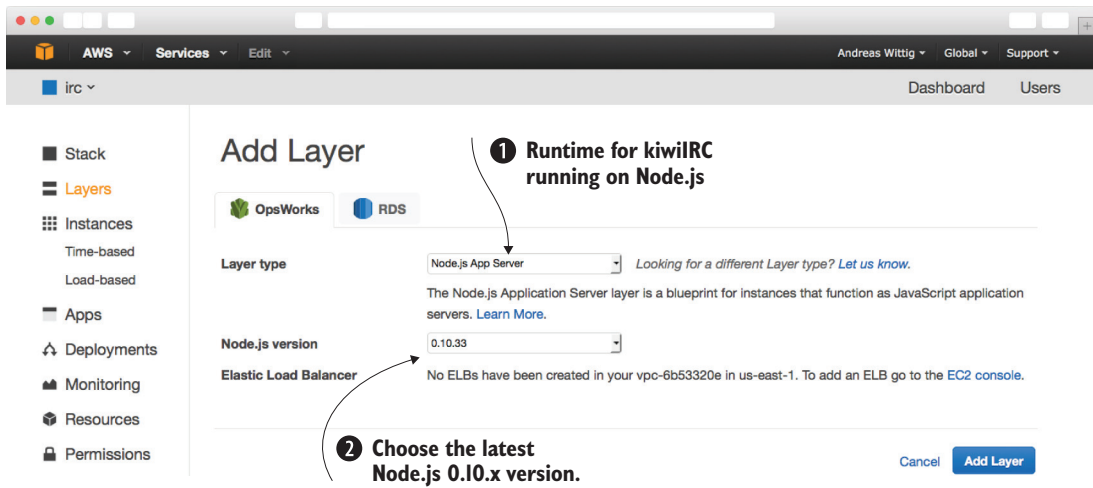 AWS Services Edit Andreas Wittig Global Support
irc Dashboard Users
Stack
Layers
Instances
Time-based
Load-based
Apps
Deployments
Monitoring
Resources
Permissions
Add Layer
1 Runtime for kiwiIRC
running on Node.js
OpsWorks RDS
Layer type Node.js App Server Looking for a different Layer type? Let us know.
The Node.js Application Server layer is a blueprint for instances that function as JavaScript application
servers. Learn More.
Node.js version 0.10.33
Elastic Load Balancer No ELBs have been created in your vpc-6b53320e in us-east-1. To add an ELB go to the EC2 console.
2 Choose the latest
Node.js 0.10.x version.
Cancel Add Layer